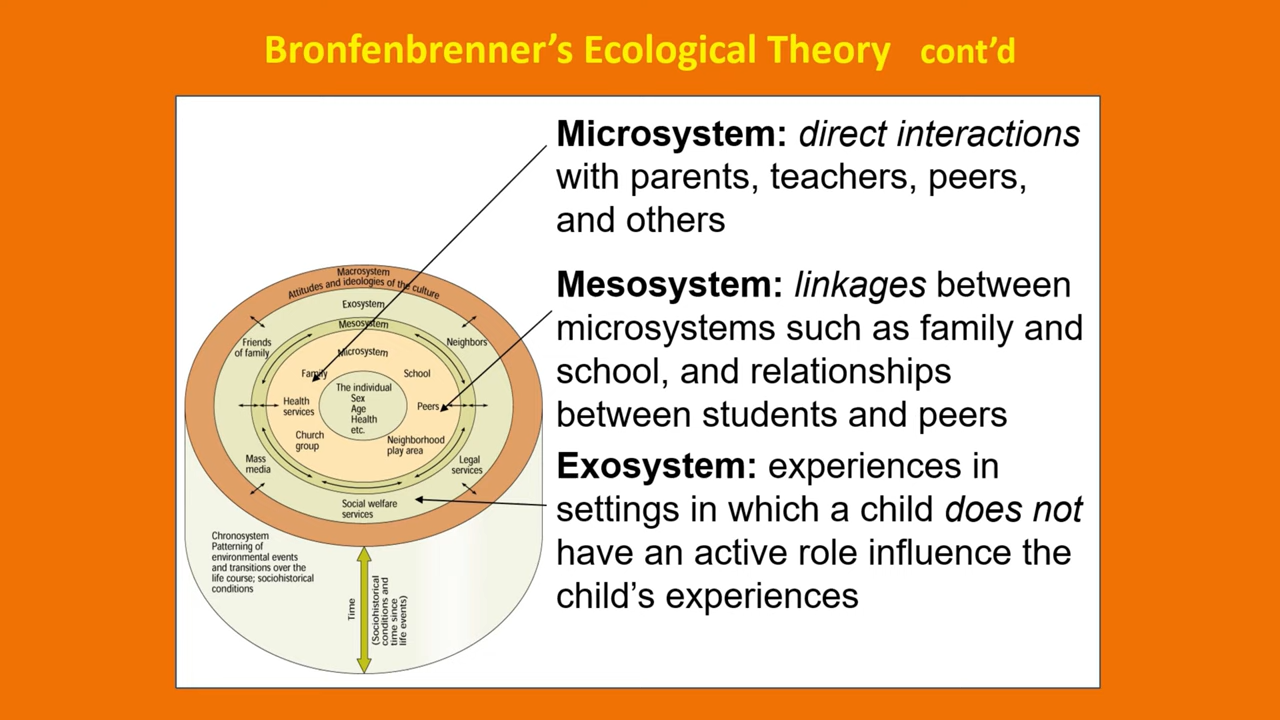 Bronfenbrenner’s Ecological Theory cont’d
Microsystem: direct interactions
with parents, teachers, peers,
and others
Mesosystem: linkages between
microsystems such as family and
school, and relationships
between students and peers
Exosystem: experiences in
settings in which a child does not
have an active role influence the
child’s experiences
Macrosystem
Attitudes and ideologies of the culture
Exosystem
Mesosystem
Microsystem
Friends
of family
Neighbors
Family
School
The individual
Sex
Age
Health
etc.
Health
services
Peers
Church
group
Neighborhood
play area
Mass
media
Legal
services
Social welfare
services
Chronosystem
Patterning of
environmental events
and transitions over the
life course; sociohistorical
conditions
Time
(Sociohistorical
conditions and
time since
life events)